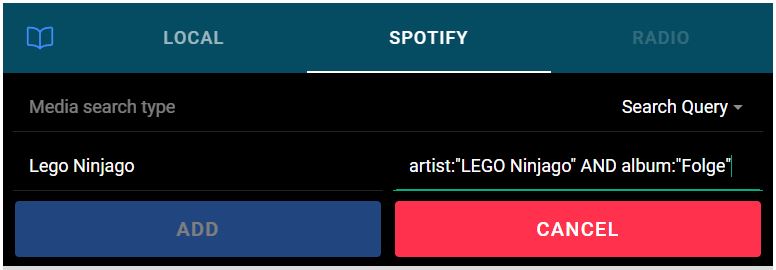 LOCAL SPOTIFY RADIO
Media search type Search Query
Lego Ninjago artist:"LEGO Ninjago" AND album:"Folge"
ADD CANCEL